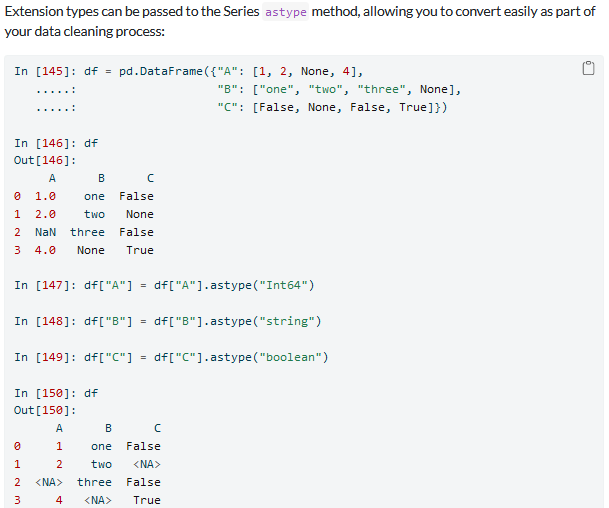 Extension types can be passed to the Series astype method, allowing you to convert easily as part of
your data cleaning process:
In [145]: df = pd.DataFrame({"A": [1, 2, None, 4],
.....: "B": ["one", "two", "three", None],
.....: "C": [False, None, False, True]})
In [146]: df
Out[146]:
A B C
0 1.0 one False
1 2.0 two None
2 NaN three False
3 4.0 None True
In [147]: df["A"] = df["A"].astype("Int64")
In [148]: df["B"] = df["B"].astype("string")
In [149]: df["C"] = df["C"].astype("boolean")
In [150]: df
Out[150]:
A B C
0 1 one False
1 2 two <NA>
2 <NA> three False
3 4 <NA> True